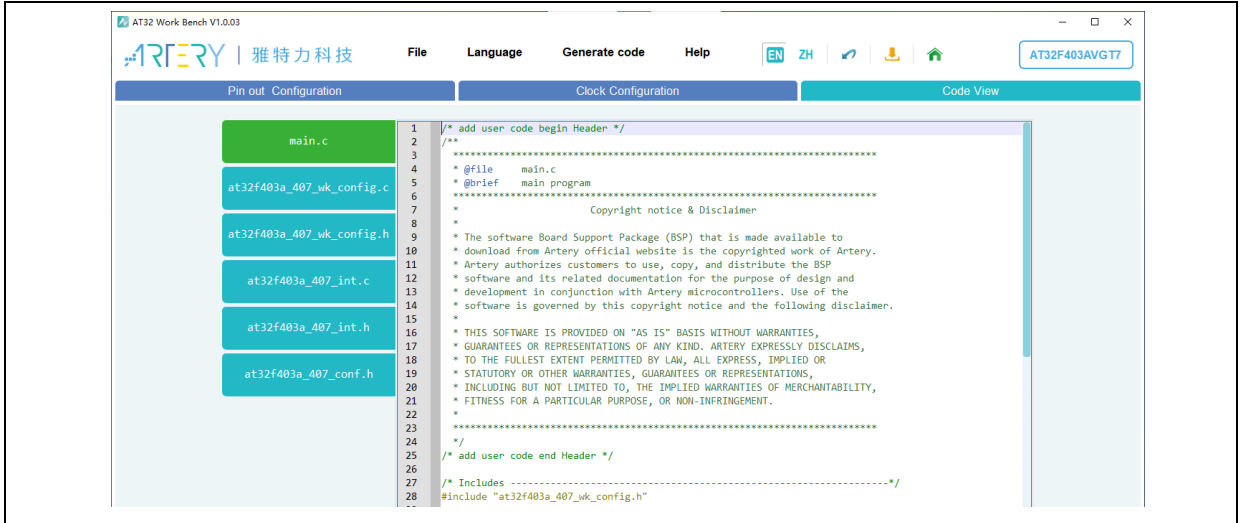 AT32 Work Bench V1.0.03
ARTERY 雅特力科技 File Language Generate code Help EN ZH AT32F403AVGT7
Pin out Configuration Clock Configuration Code View
main.c
at32f403a_407_wk_config.c
at32f403a_407_wk_config.h
at32f403a_407_int.c
at32f403a_407_int.h
at32f403a_407_conf.h
1 /* add user code begin Header */
2 /**
3 **************************************************************************
4 * @file main.c
5 * @brief main program
6 **************************************************************************
7 * Copyright notice & Disclaimer
8 *
9 * The software Board Support Package (BSP) that is made available to
10 * download from Artery official website is the copyrighted work of Artery.
11 * Artery authorizes customers to use, copy, and distribute the BSP
12 * software and its related documentation for the purpose of design and
13 * development in conjunction with Artery microcontrollers. Use of the
14 * software is governed by this copyright notice and the following disclaimer.
15 *
16 * THIS SOFTWARE IS PROVIDED ON "AS IS" BASIS WITHOUT WARRANTIES,
17 * GUARANTEES OR REPRESENTATIONS OF ANY KIND. ARTERY EXPRESSLY DISCLAIMS,
18 * TO THE FULLEST EXTENT PERMITTED BY LAW, ALL EXPRESS, IMPLIED OR
19 * STATUTORY OR OTHER WARRANTIES, GUARANTEES OR REPRESENTATIONS,
20 * INCLUDING BUT NOT LIMITED TO, THE IMPLIED WARRANTIES OF MERCHANTABILITY,
21 * FITNESS FOR A PARTICULAR PURPOSE, OR NON-INFRINGEMENT.
22 *
23 **************************************************************************
24 */
25 /* add user code end Header */
26
27 /* Includes ------------------------------------------------------------------*/
28 #include "at32f403a_407_wk_config.h"